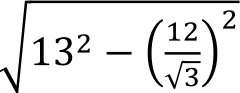 √(13² − (12/√3)²)